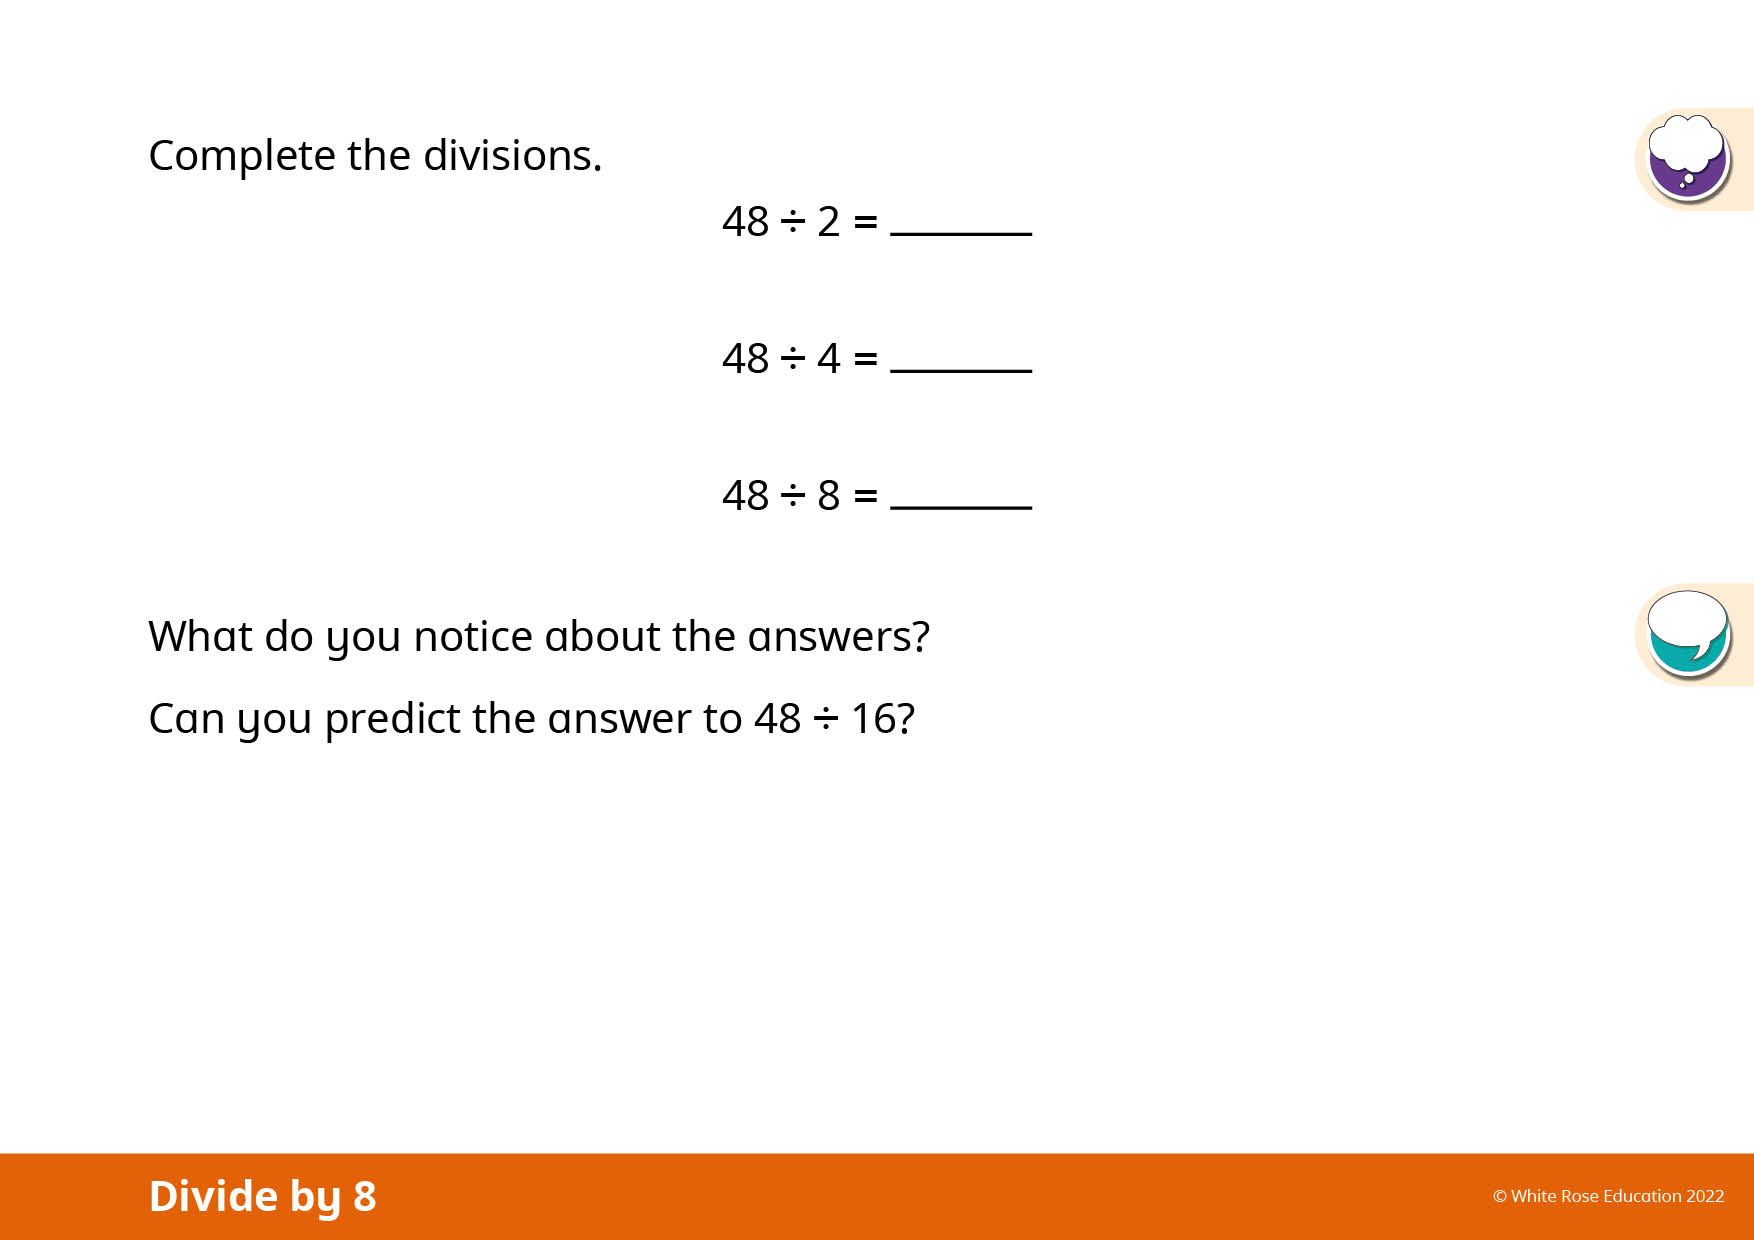 Complete the divisions.
48 ÷ 2 = ______
48 ÷ 4 = ______
48 ÷ 8 = ______
What do you notice about the answers?
Can you predict the answer to 48 ÷ 16?
Divide by 8
© White Rose Education 2022